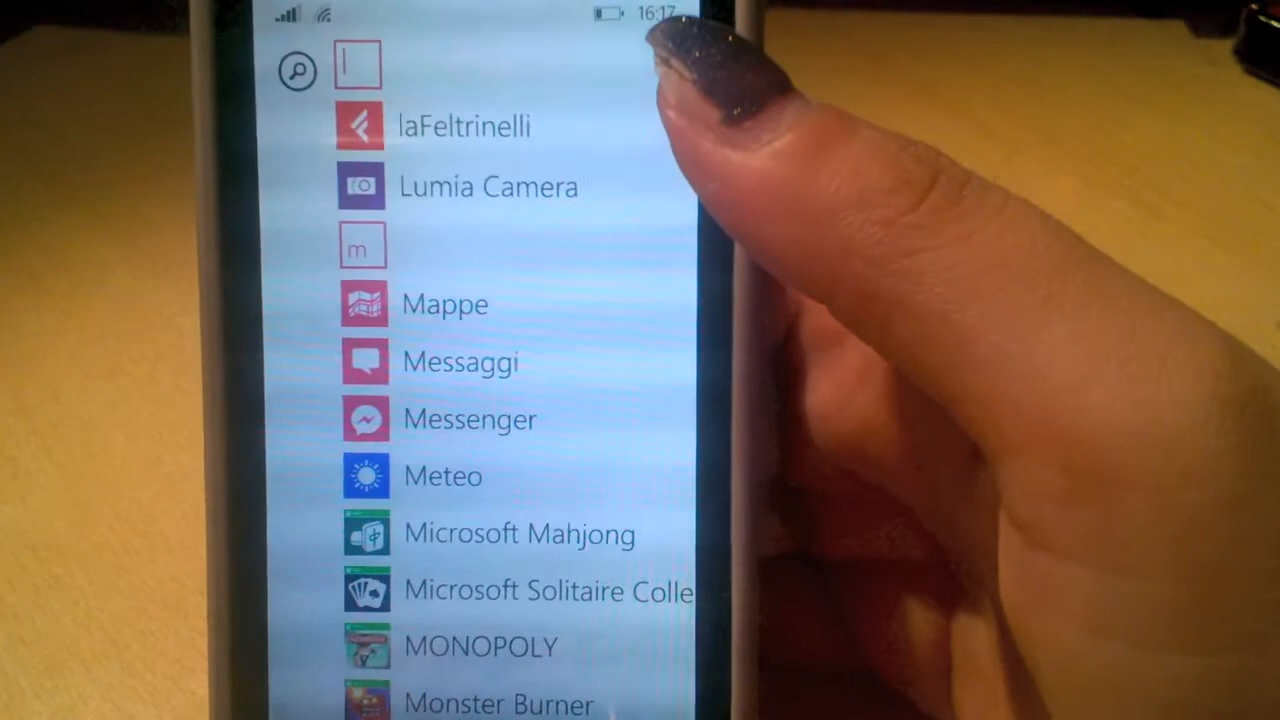 16:17
l
laFeltrinelli
Lumia Camera
m
Mappe
Messaggi
Messenger
Meteo
Microsoft Mahjong
Microsoft Solitaire Colle
MONOPOLY
Monster Burner